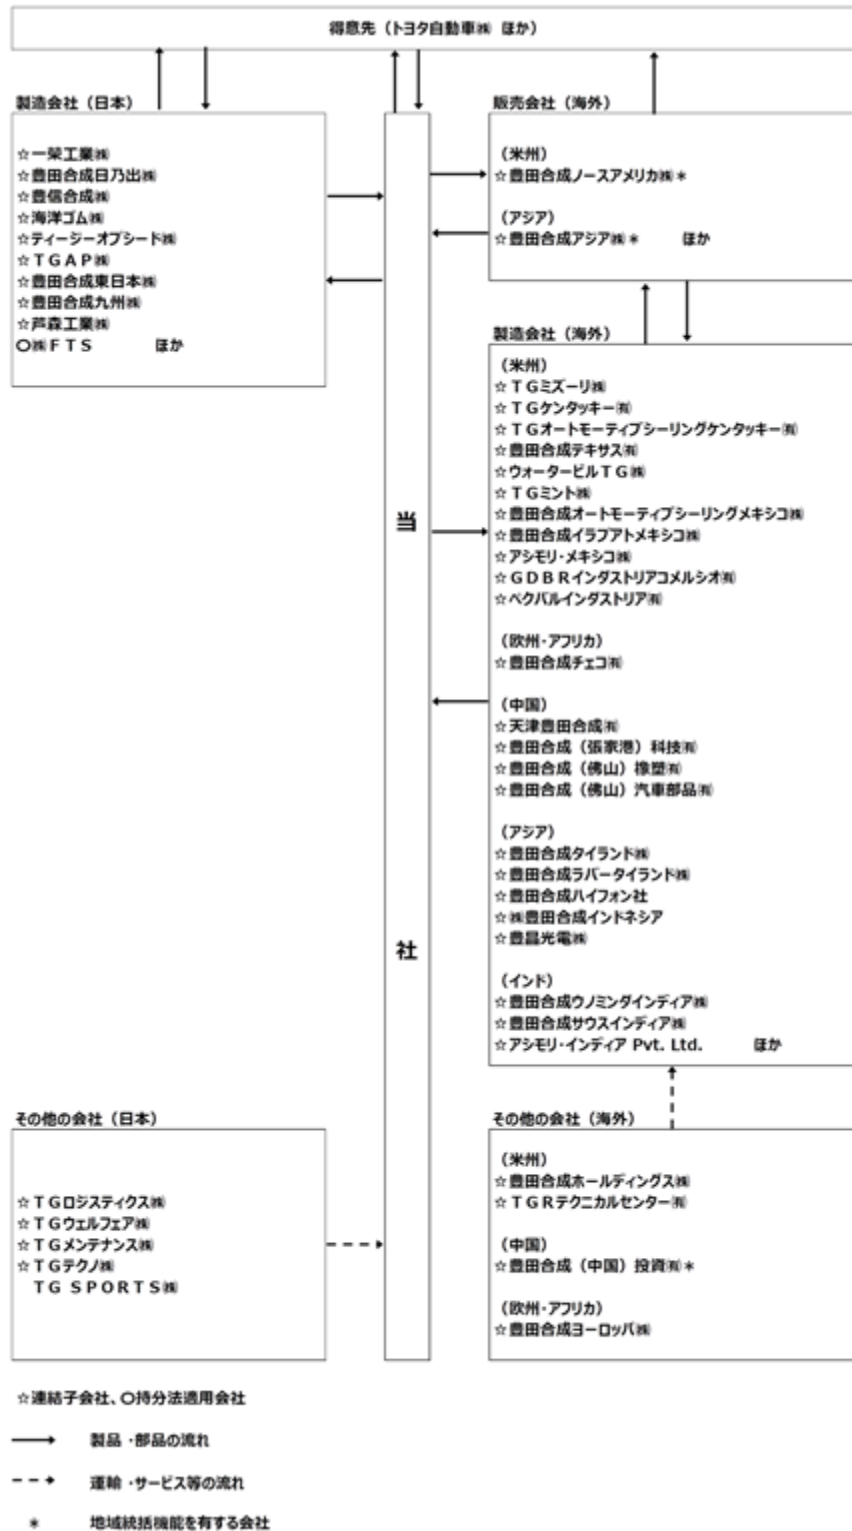 得意先（トヨタ自動車㈱ ほか）
製造会社（日本）
☆一榮工業㈱
☆豊田合成日乃出㈱
☆豊信合成㈱
☆海洋ゴム㈱
☆ティージーオプシード㈱
☆ＴＧＡＰ㈱
☆豊田合成東日本㈱
☆豊田合成九州㈱
☆芦森工業㈱
○㈱ＦＴＳ ほか
当
社
販売会社（海外）
（米州）
☆豊田合成ノースアメリカ㈱＊
（アジア）
☆豊田合成アジア㈱＊ ほか
製造会社（海外）
（米州）
☆ＴＧミズーリ㈱
☆ＴＧケンタッキー㈲
☆ＴＧオートモーティブシーリングケンタッキー㈲
☆豊田合成テキサス㈲
☆ウォータービルＴＧ㈱
☆ＴＧミント㈱
☆豊田合成オートモーティブシーリングメキシコ㈱
☆豊田合成イラプアトメキシコ㈱
☆アシモリ・メキシコ㈱
☆ＧＤＢＲインダストリアコメルシオ㈲
☆ペクバルインダストリア㈲
（欧州・アフリカ）
☆豊田合成チェコ㈲
（中国）
☆天津豊田合成㈲
☆豊田合成（張家港）科技㈲
☆豊田合成（佛山）橡塑㈲
☆豊田合成（佛山）汽車部品㈲
（アジア）
☆豊田合成タイランド㈱
☆豊田合成ラバータイランド㈱
☆豊田合成ハイフォン社
☆㈱豊田合成インドネシア
☆豊昌光電㈱
（インド）
☆豊田合成ウノミンダインディア㈱
☆豊田合成サウスインディア㈱
☆アシモリ・インディア Pvt. Ltd. ほか
その他の会社（日本）
☆ＴＧロジスティクス㈱
☆ＴＧウェルフェア㈱
☆ＴＧメンテナンス㈱
☆ＴＧテクノ㈱
ＴＧ ＳＰＯＲＴＳ㈱
その他の会社（海外）
（米州）
☆豊田合成ホールディングス㈱
☆ＴＧＲテクニカルセンター㈲
（中国）
☆豊田合成（中国）投資㈲＊
（欧州・アフリカ）
☆豊田合成ヨーロッパ㈱
☆連結子会社、○持分法適用会社
製品・部品の流れ
運輸・サービス等の流れ
＊ 地域統括機能を有する会社